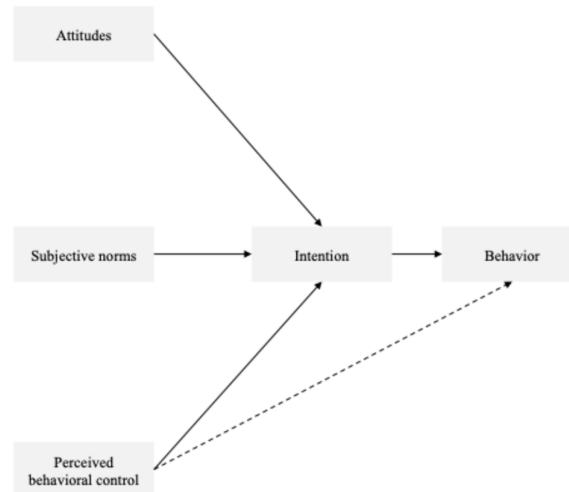 Attitudes
Subjective norms
Intention
Behavior
Perceived
behavioral control